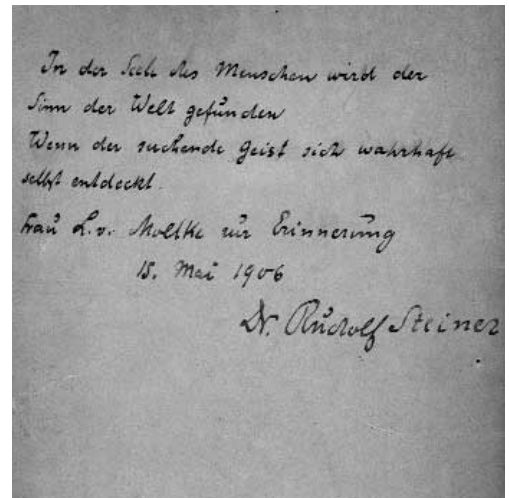 In der Seele des Menschen wird der
Sinn der Welt gefunden
Wenn der suchende Geist sich wahrhaft
selbst entdeckt.
Frau L. v. Moltke zur Erinnerung
15. Mai 1906
Dr. Rudolf Steiner